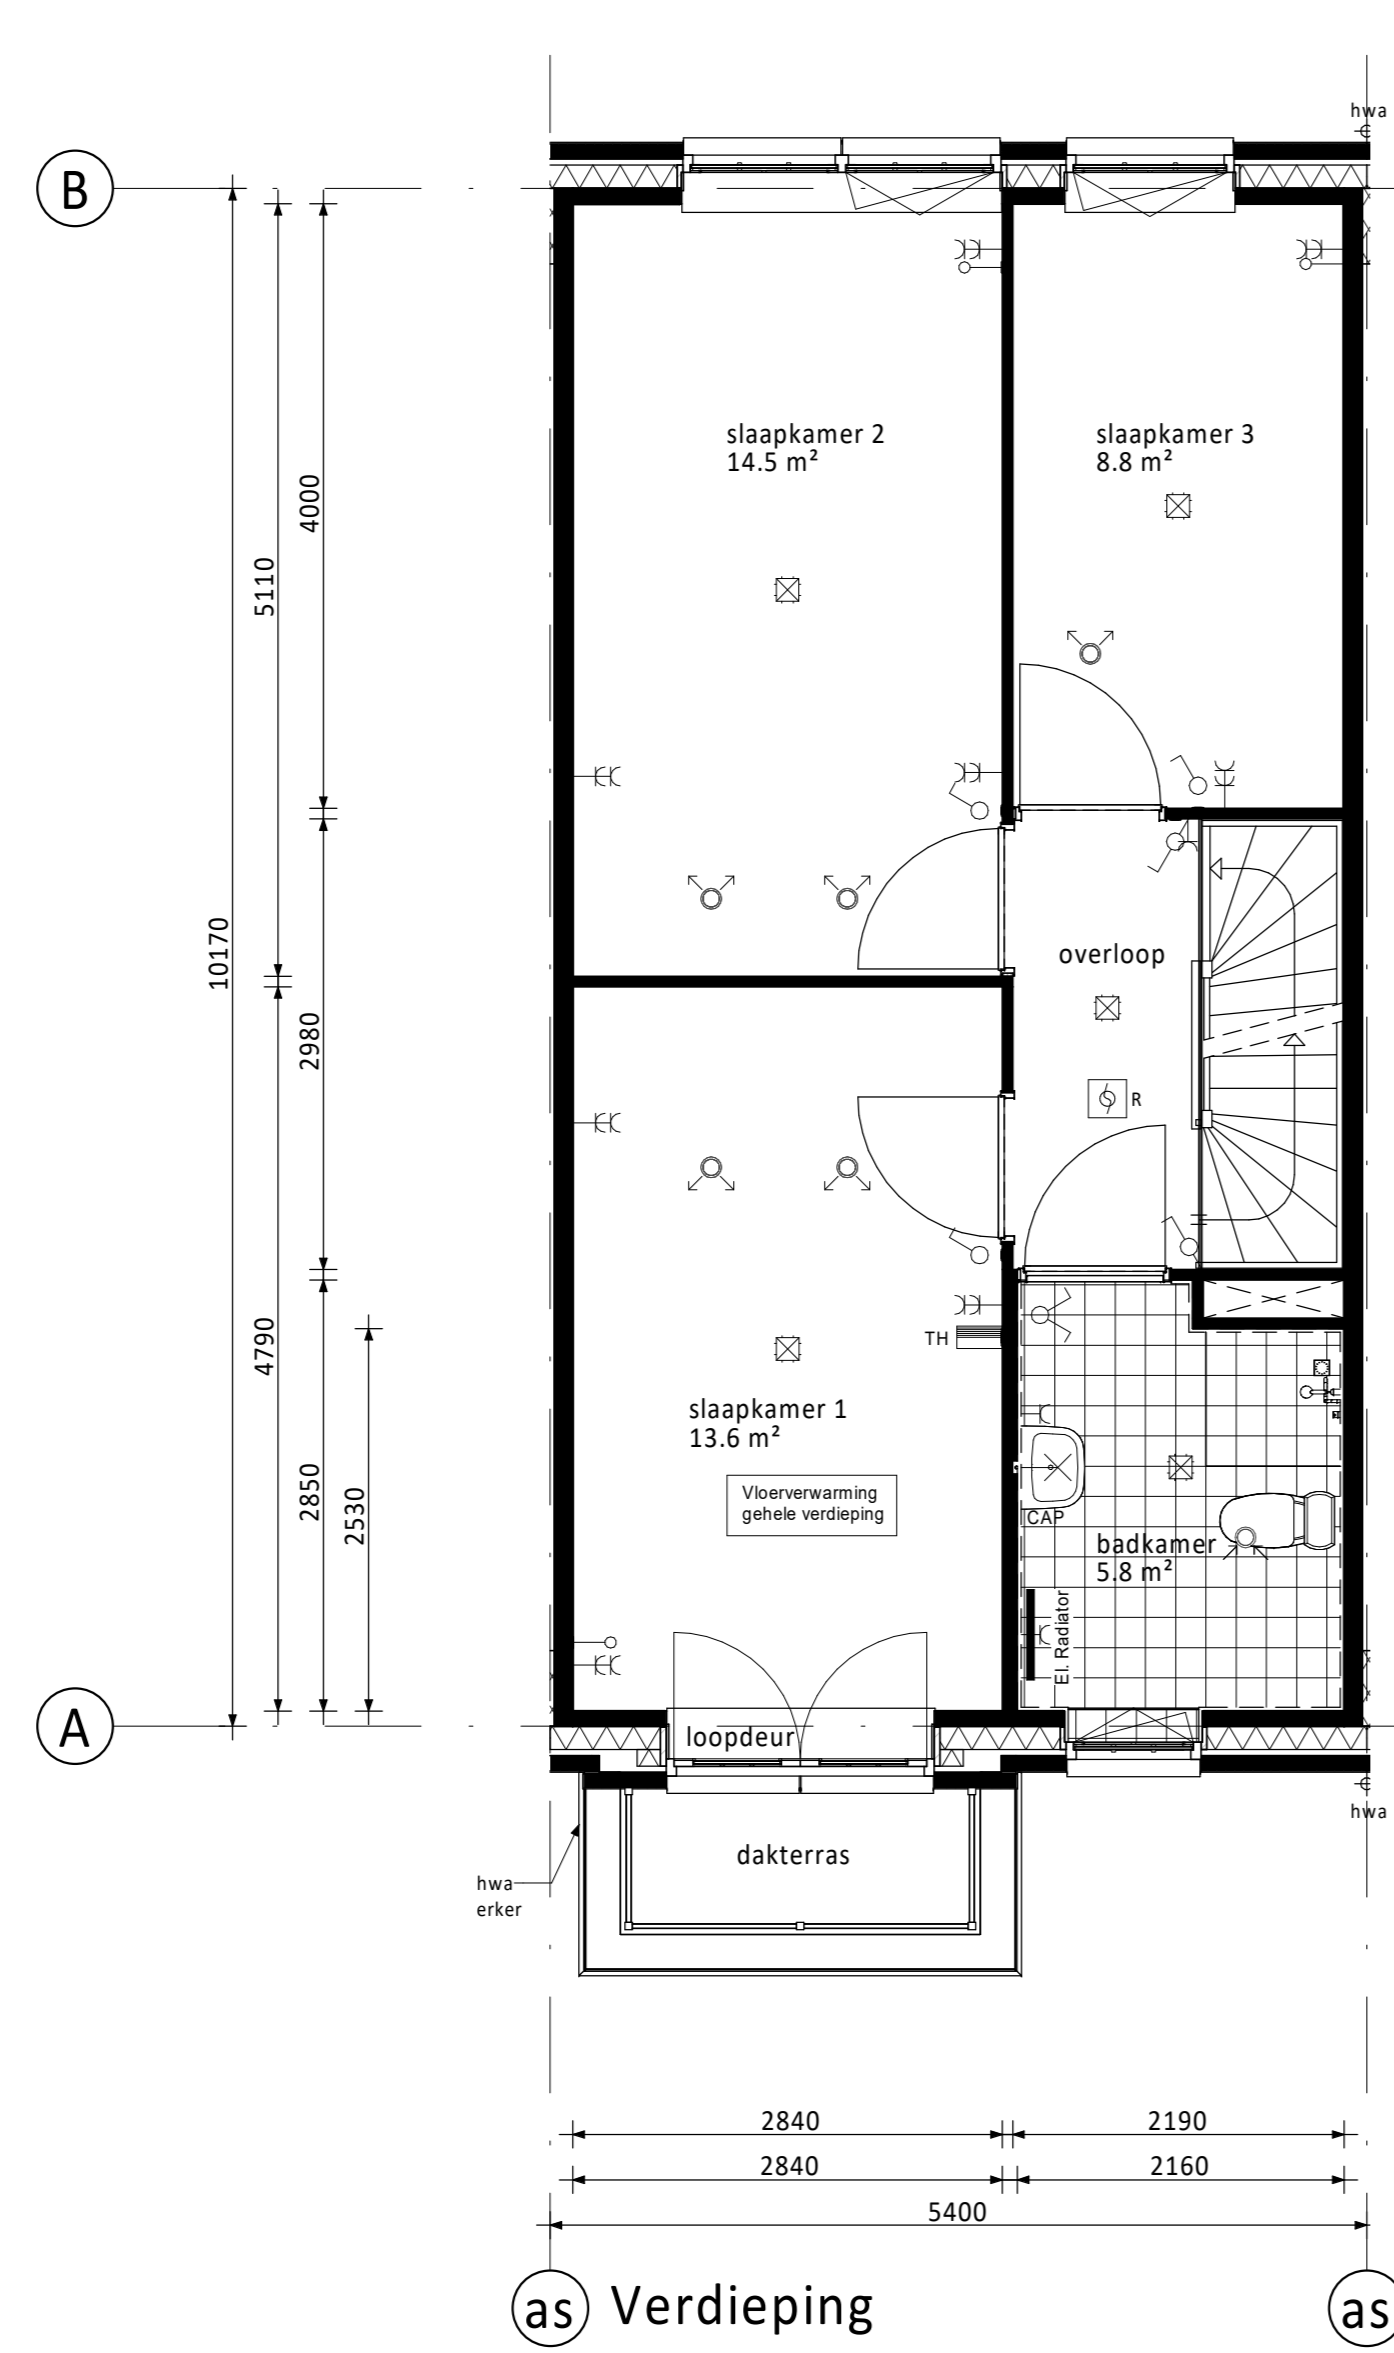 hwa
B
slaapkamer 2
14.5 m²
slaapkamer 3
8.8 m²
4000
5110
10170
overloop
2980
R
TH
4790
slaapkamer 1
13.6 m²
2850
2530
Vloerverwarming
gehele verdieping
CAP
badkamer
5.8 m²
El. Radiator
A
loopdeur
hwa
dakterras
hwa
erker
2840
2190
2840
2160
5400
as
Verdieping
as